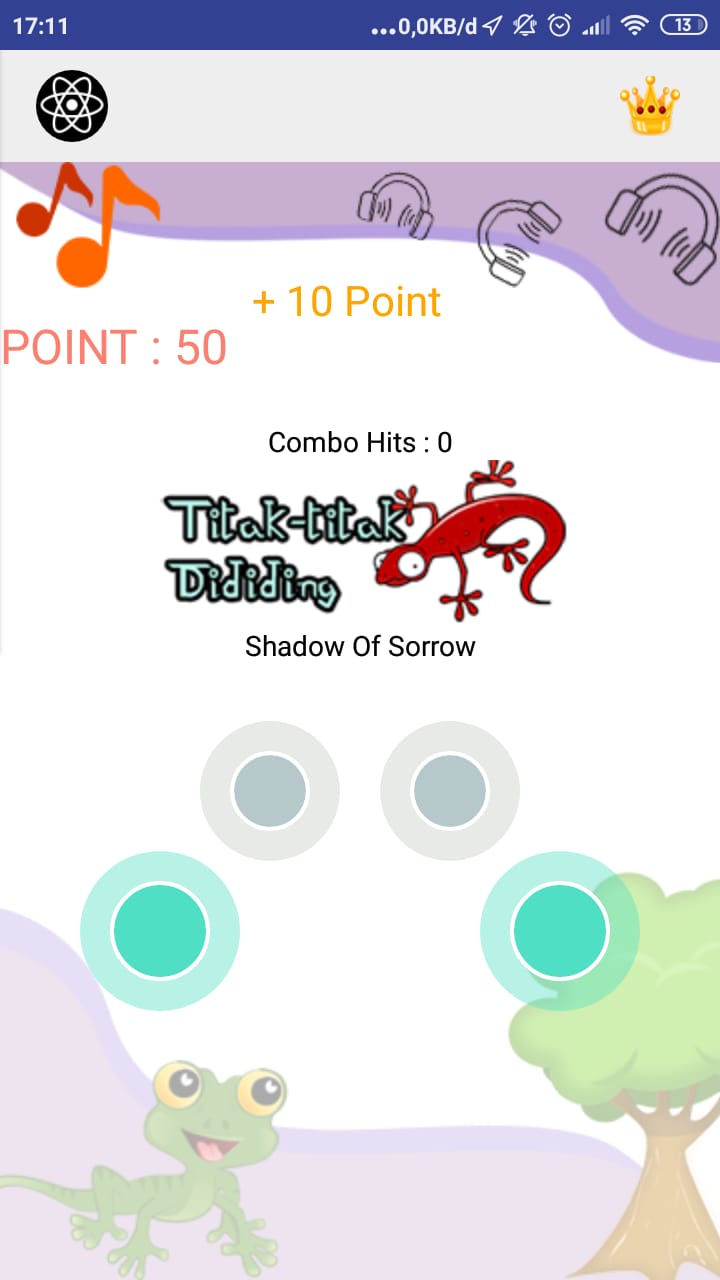 17:11
...0,0KB/d
13
+ 10 Point
POINT : 50
Combo Hits : 0
Titak-titak
Dididing
Shadow Of Sorrow